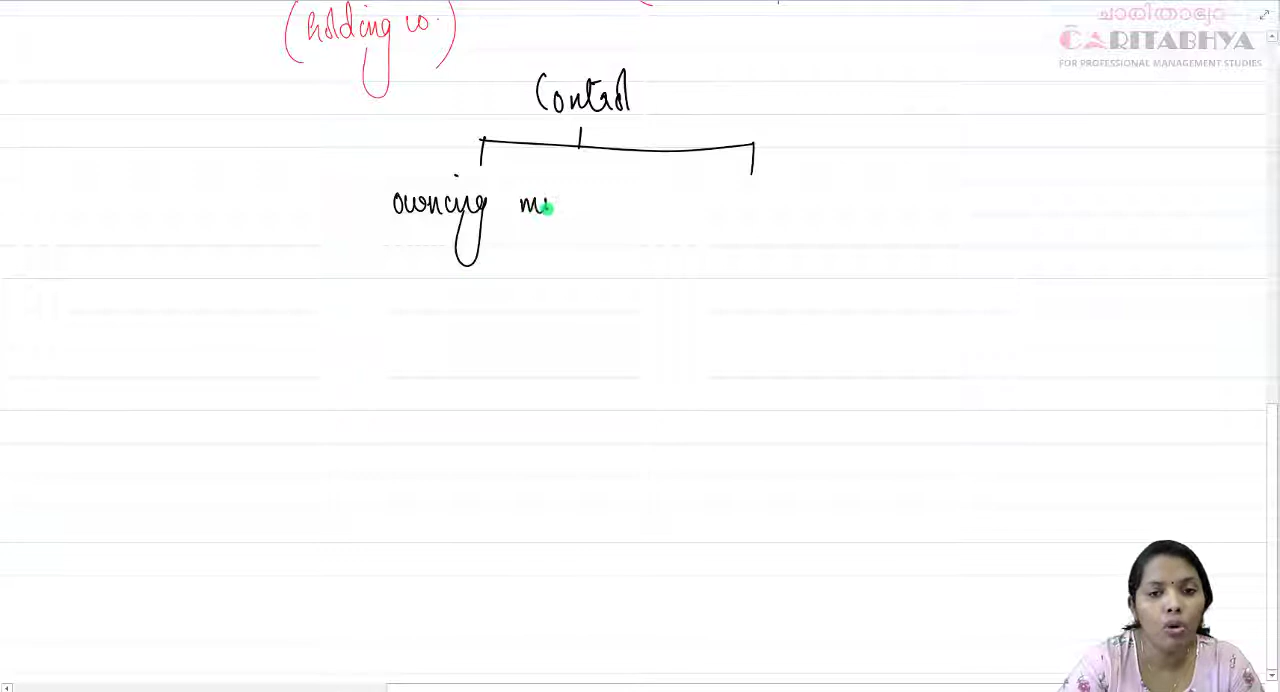 ചാരിതാഭ്യാ
CARITABHYA
FOR PROFESSIONAL MANAGEMENT STUDIES
(holding co.)
Control
owning